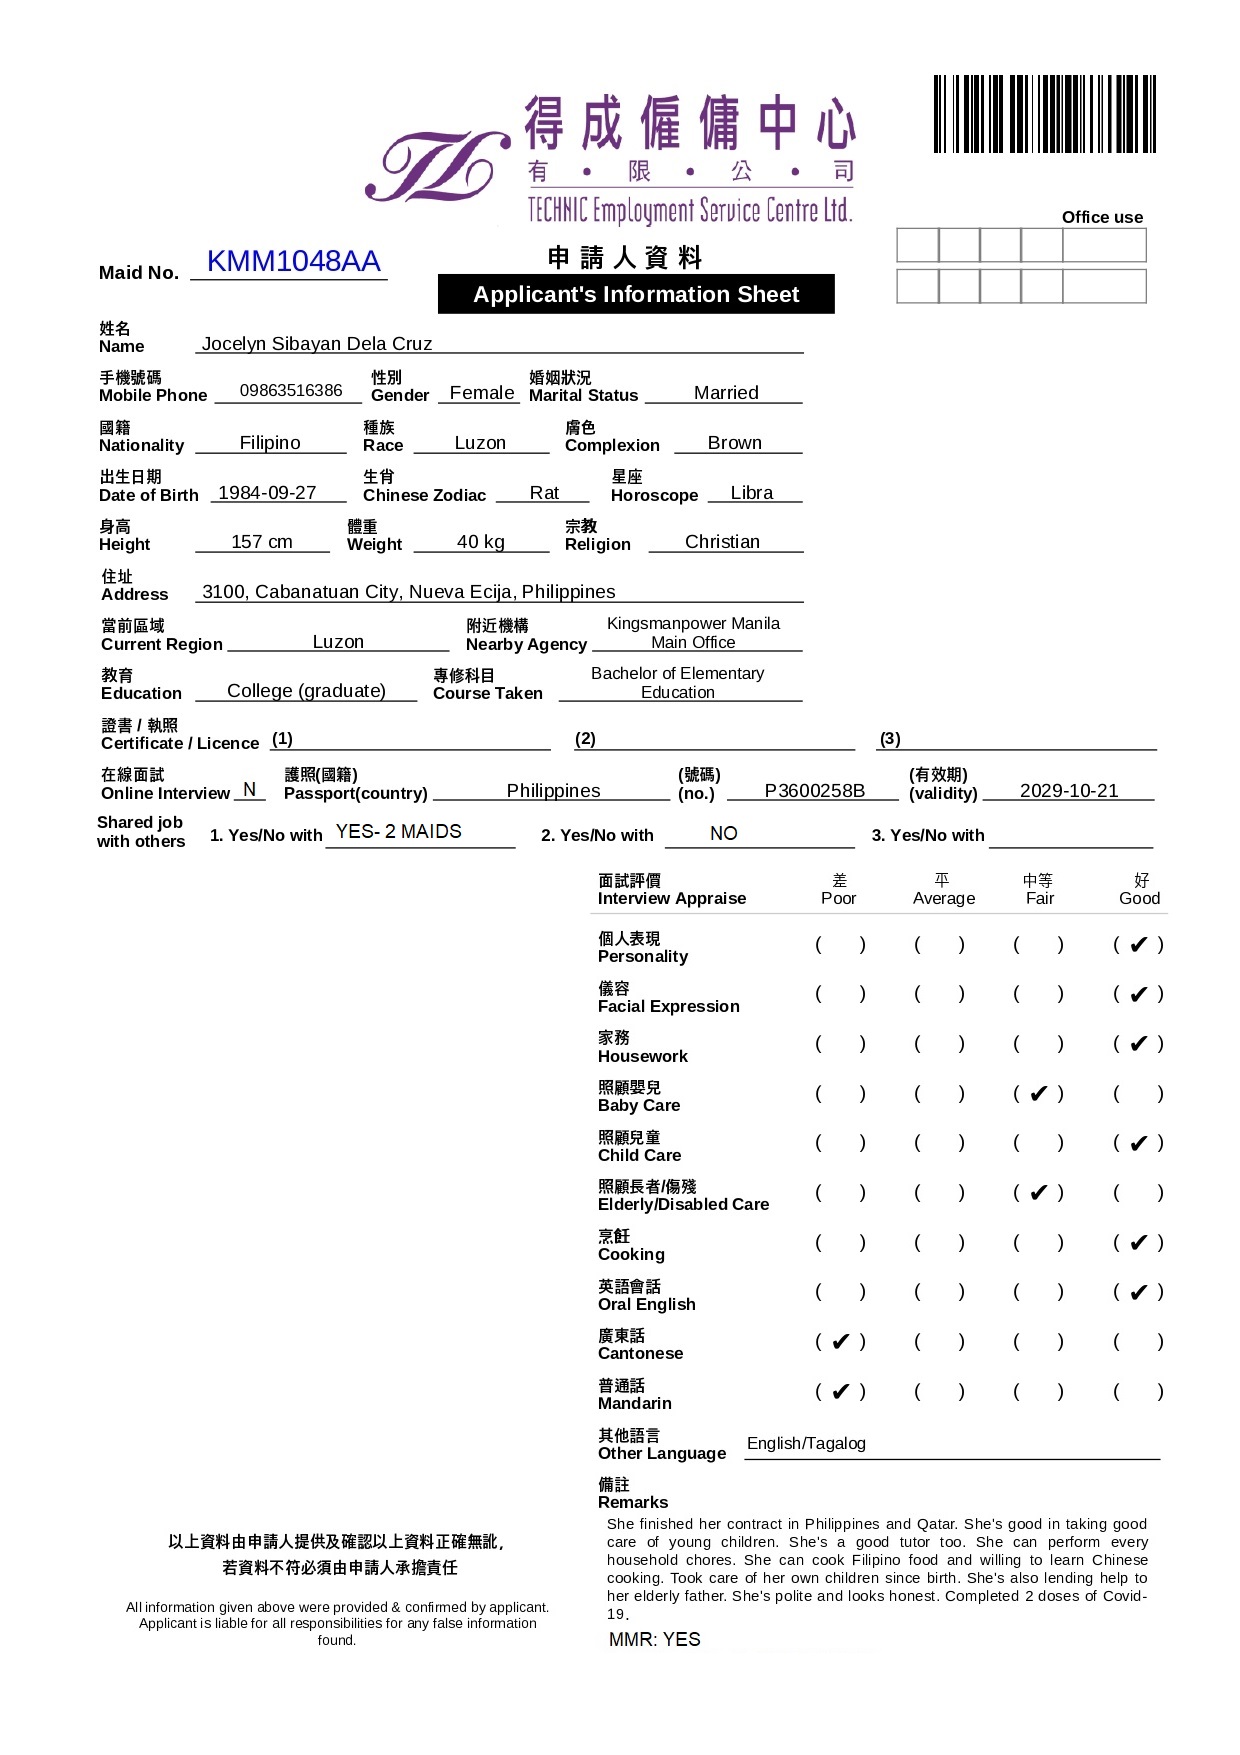 得成僱傭中心
有·限·公·司
TECHNIC Employment Service Centre Ltd.
Office use
申請人資料
Maid No. KMM1048AA
Applicant's Information Sheet
姓名
Name Jocelyn Sibayan Dela Cruz
手機號碼 性別 婚姻狀況
Mobile Phone 09863516386 Gender Female Marital Status Married
國籍 種族 膚色
Nationality Filipino Race Luzon Complexion Brown
出生日期 生肖 星座
Date of Birth 1984-09-27 Chinese Zodiac Rat Horoscope Libra
身高 體重 宗教
Height 157 cm Weight 40 kg Religion Christian
住址
Address 3100, Cabanatuan City, Nueva Ecija, Philippines
當前區域 附近機構 Kingsmanpower Manila
Current Region Luzon Nearby Agency Main Office
教育 專修科目 Bachelor of Elementary
Education College (graduate) Course Taken Education
證書 / 執照
Certificate / Licence (1) (2) (3)
在線面試 護照(國籍) (號碼) (有效期)
Online Interview N Passport(country) Philippines (no.) P3600258B (validity) 2029-10-21
Shared job
with others 1. Yes/No with YES- 2 MAIDS 2. Yes/No with NO 3. Yes/No with
面試評價 差 平 中等 好
Interview Appraise Poor Average Fair Good
個人表現
Personality ( ) ( ) ( ) ( ✔ )
儀容
Facial Expression ( ) ( ) ( ) ( ✔ )
家務
Housework ( ) ( ) ( ) ( ✔ )
照顧嬰兒
Baby Care ( ) ( ) ( ✔ ) ( )
照顧兒童
Child Care ( ) ( ) ( ) ( ✔ )
照顧長者/傷殘
Elderly/Disabled Care ( ) ( ) ( ✔ ) ( )
烹飪
Cooking ( ) ( ) ( ) ( ✔ )
英語會話
Oral English ( ) ( ) ( ) ( ✔ )
廣東話
Cantonese ( ✔ ) ( ) ( ) ( )
普通話
Mandarin ( ✔ ) ( ) ( ) ( )
其他語言
Other Language English/Tagalog
備註
Remarks
She finished her contract in Philippines and Qatar. She's good in taking good
care of young children. She's a good tutor too. She can perform every
household chores. She can cook Filipino food and willing to learn Chinese
cooking. Took care of her own children since birth. She's also lending help to
her elderly father. She's polite and looks honest. Completed 2 doses of Covid-
19.
MMR: YES
以上資料由申請人提供及確認以上資料正確無訛,
若資料不符必須由申請人承擔責任
All information given above were provided & confirmed by applicant.
Applicant is liable for all responsibilities for any false information
found.